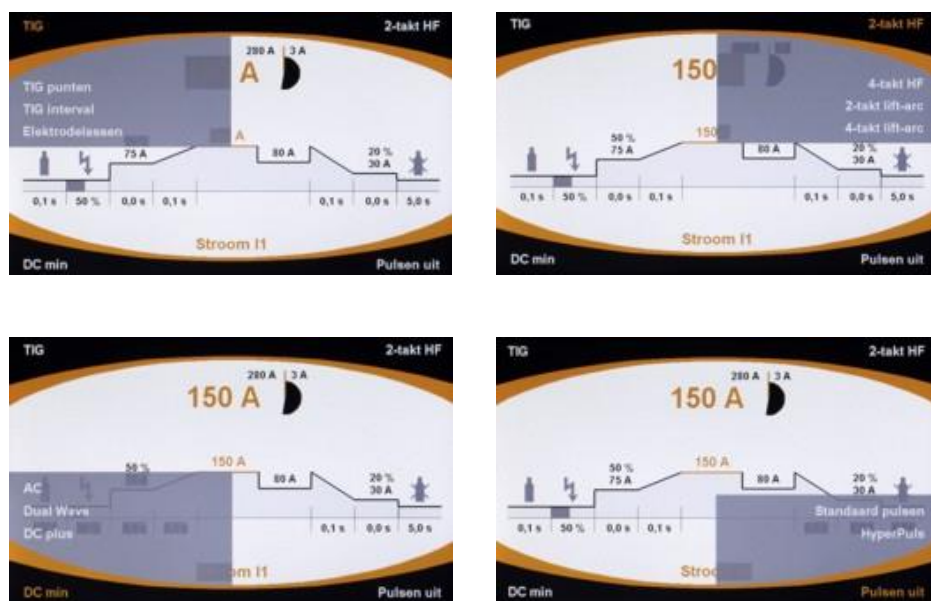 TIG 2-takt HF
280 A 3 A
A
TIG punten
TIG interval
Elektrodelassen
A
75 A 80 A 20 %
30 A
0,1 s 50 % 0,0 s 0,1 s 0,1 s 0,0 s 5,0 s
Stroom I1
DC min Pulsen uit
TIG 2-takt HF
150
4-takt HF
2-takt lift-arc
4-takt lift-arc
50 % 150 20 %
75 A 80 A 30 A
0,1 s 50 % 0,0 s 0,1 s 0,1 s 0,0 s 5,0 s
Stroom I1
DC min Pulsen uit
TIG 2-takt HF
280 A 3 A
150 A
50 % 150 A 80 A 20 %
30 A
AC
Dual Wave
DC plus
0,1 s 0,0 s 5,0 s
om I1
DC min Pulsen uit
TIG 2-takt HF
280 A 3 A
150 A
50 % 150 A 20 %
75 A 80 A 30 A
0,1 s 50 % 0,0 s 0,1 s
Standaard pulsen
HyperPuls
Stroo
DC min Pulsen uit